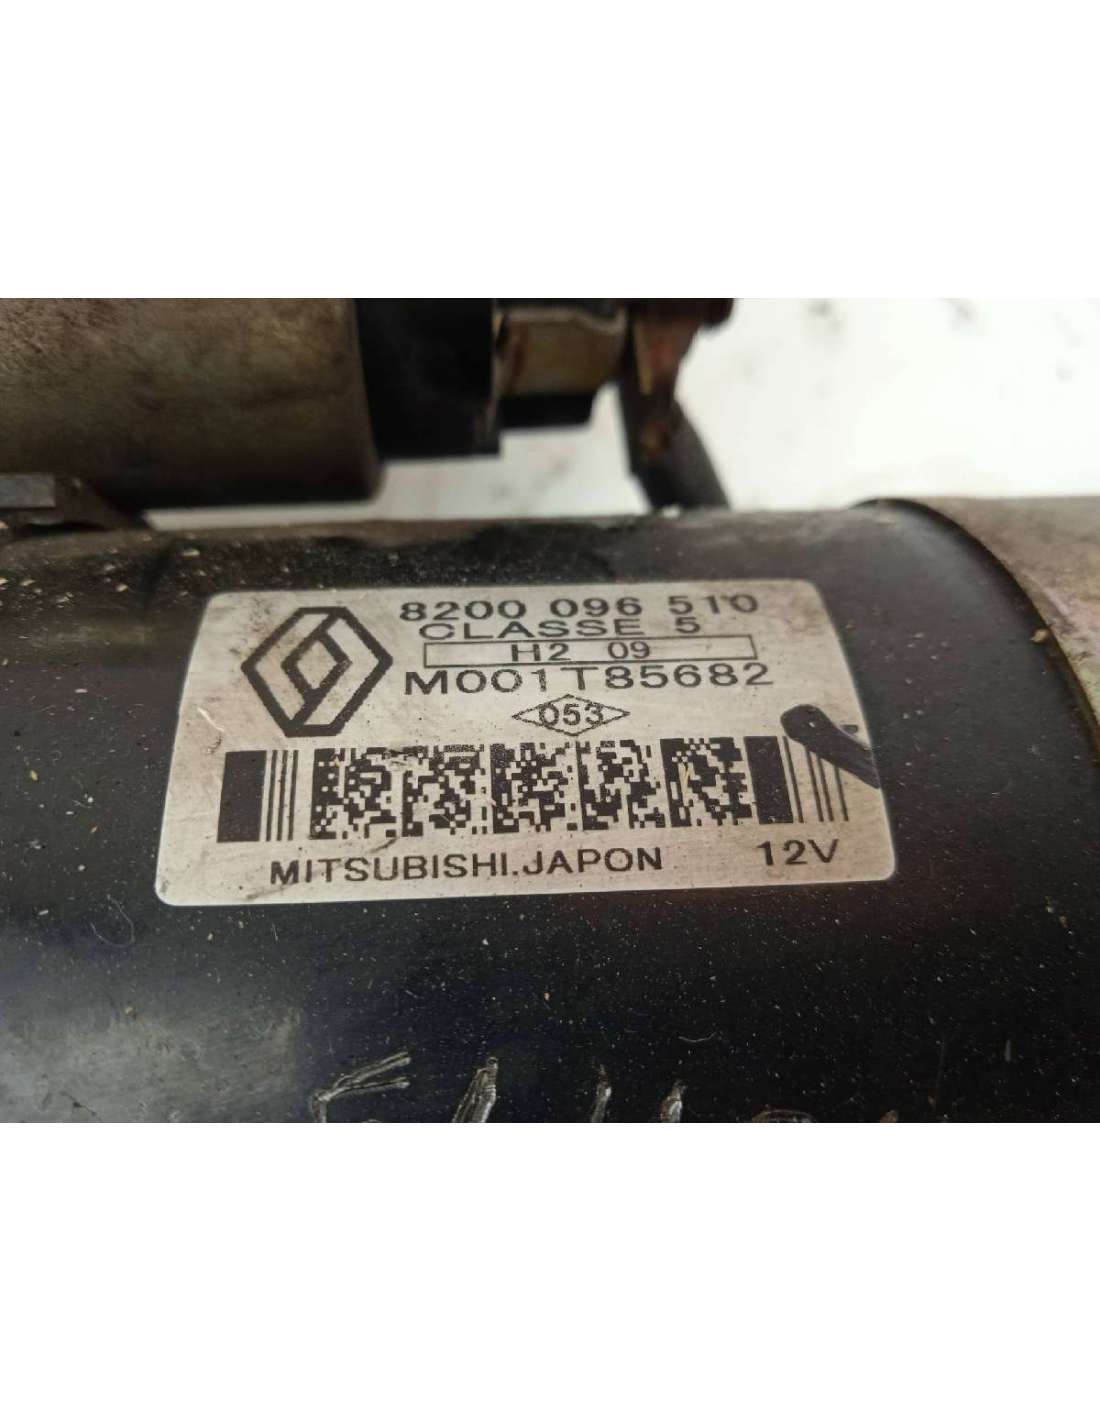 8200 096 510
CLASSE 5
H2 09
M001T85682
053
MITSUBISHI.JAPON 12V